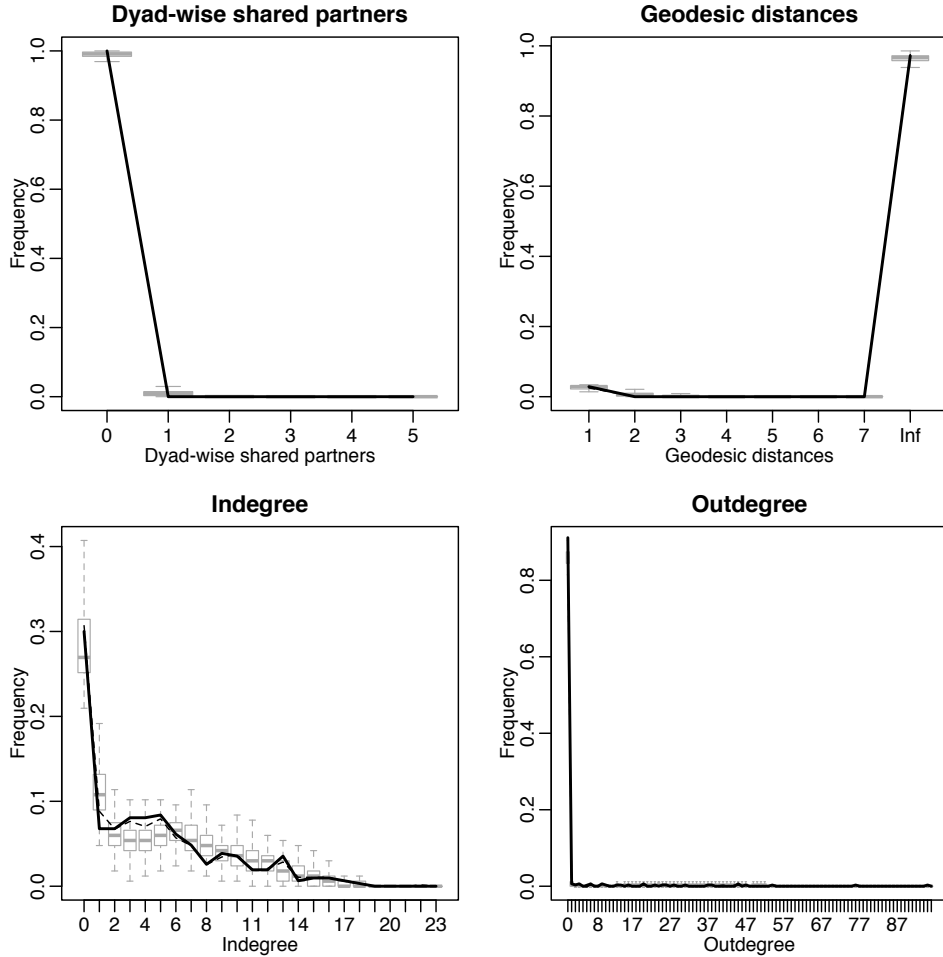 Dyad-wise shared partners
Frequency
0.0 0.2 0.4 0.6 0.8 1.0
0 1 2 3 4 5
Dyad-wise shared partners
Geodesic distances
Frequency
0.0 0.2 0.4 0.6 0.8 1.0
1 2 3 4 5 6 7 Inf
Geodesic distances
Indegree
Frequency
0.0 0.1 0.2 0.3 0.4
0 2 4 6 8 11 14 17 20 23
Indegree
Outdegree
Frequency
0.0 0.2 0.4 0.6 0.8
0 8 17 27 37 47 57 67 77 87
Outdegree